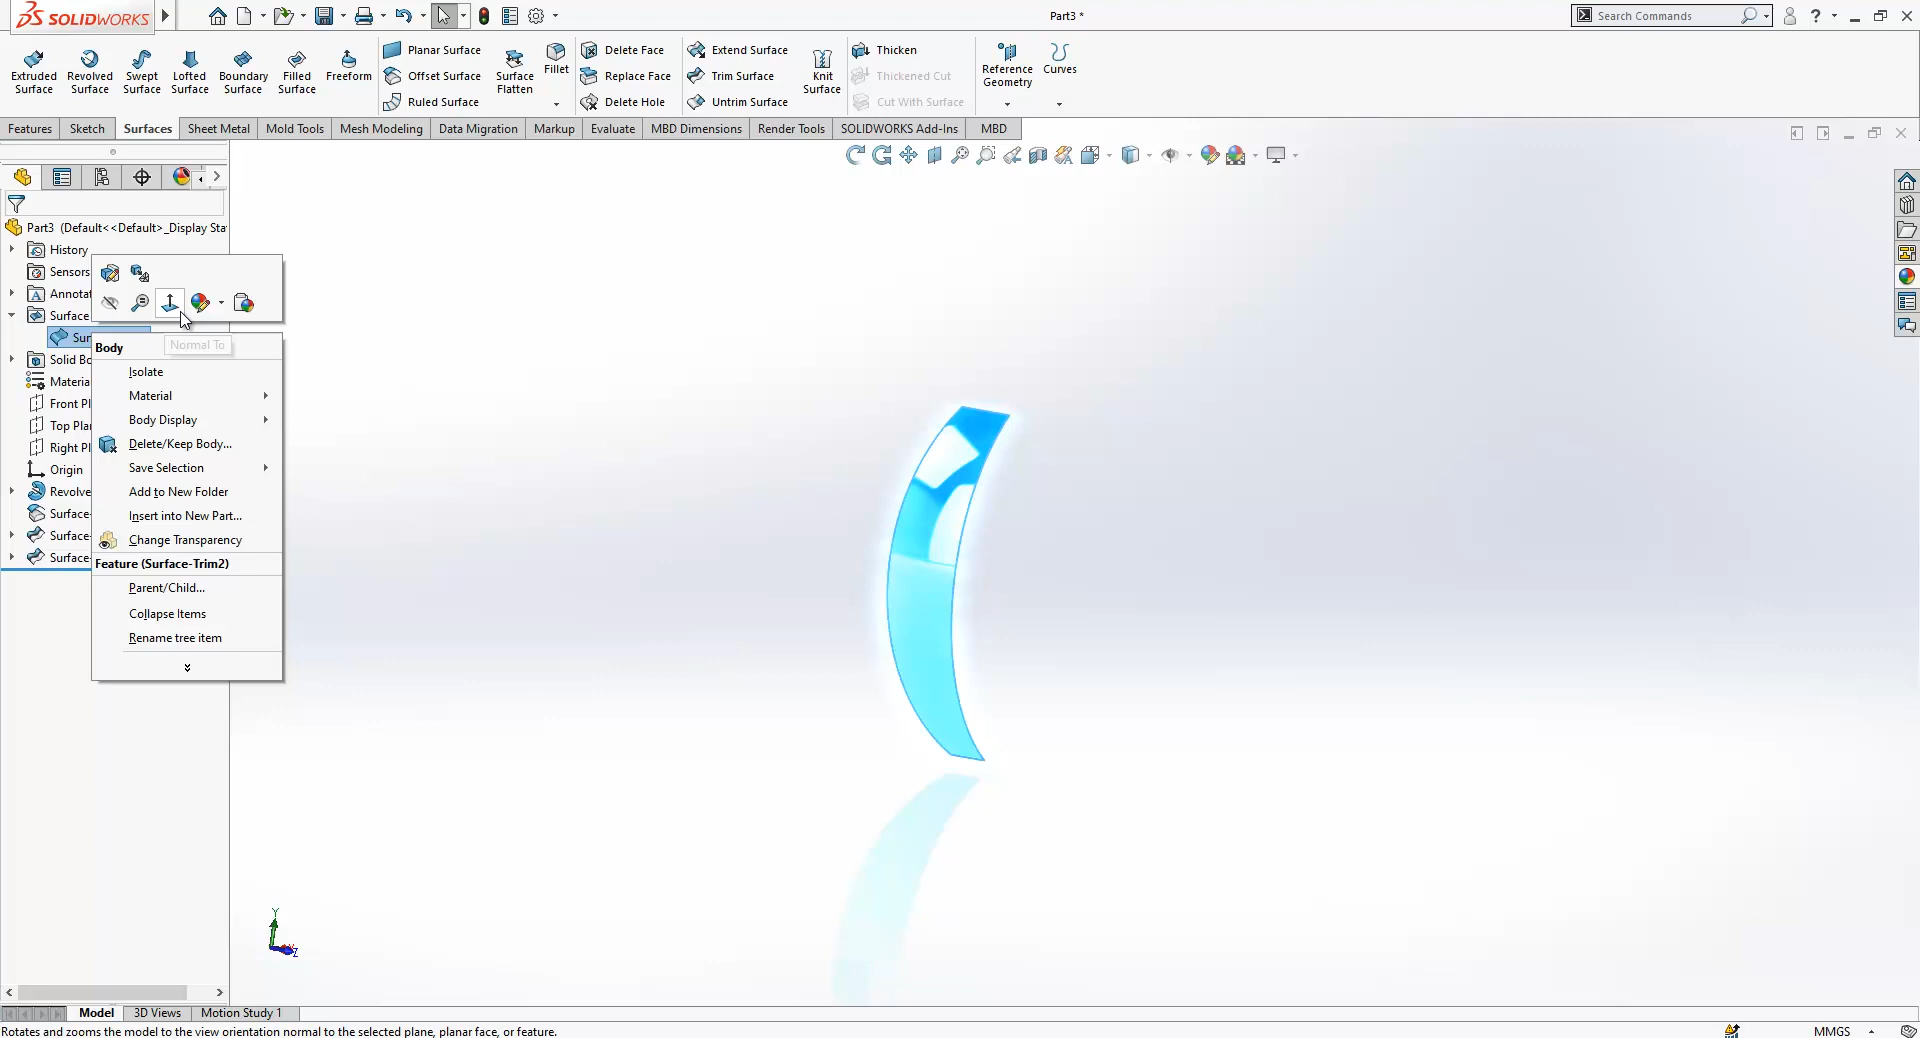 SOLIDWORKS
Part3 *
Search Commands
Extruded Surface
Revolved Surface
Swept Surface
Lofted Surface
Boundary Surface
Filled Surface
Freeform
Planar Surface
Offset Surface
Ruled Surface
Surface Flatten
Fillet
Delete Face
Replace Face
Delete Hole
Extend Surface
Trim Surface
Untrim Surface
Knit Surface
Thicken
Thickened Cut
Cut With Surface
Reference Geometry
Curves
Features
Sketch
Surfaces
Sheet Metal
Mold Tools
Mesh Modeling
Data Migration
Markup
Evaluate
MBD Dimensions
Render Tools
SOLIDWORKS Add-Ins
MBD
Part3 (Default<<Default>_Display Sta
History
Sensors
Annotat
Surface
Sur
Solid Bo
Materia
Front Pl
Top Plan
Right Pl
Origin
Revolve
Surface-
Surface-
Surface-
Normal To
Body
Isolate
Material
Body Display
Delete/Keep Body...
Save Selection
Add to New Folder
Insert into New Part...
Change Transparency
Feature (Surface-Trim2)
Parent/Child...
Collapse Items
Rename tree item
Y
Z
Model
3D Views
Motion Study 1
Rotates and zooms the model to the view orientation normal to the selected plane, planar face, or feature.
MMGS